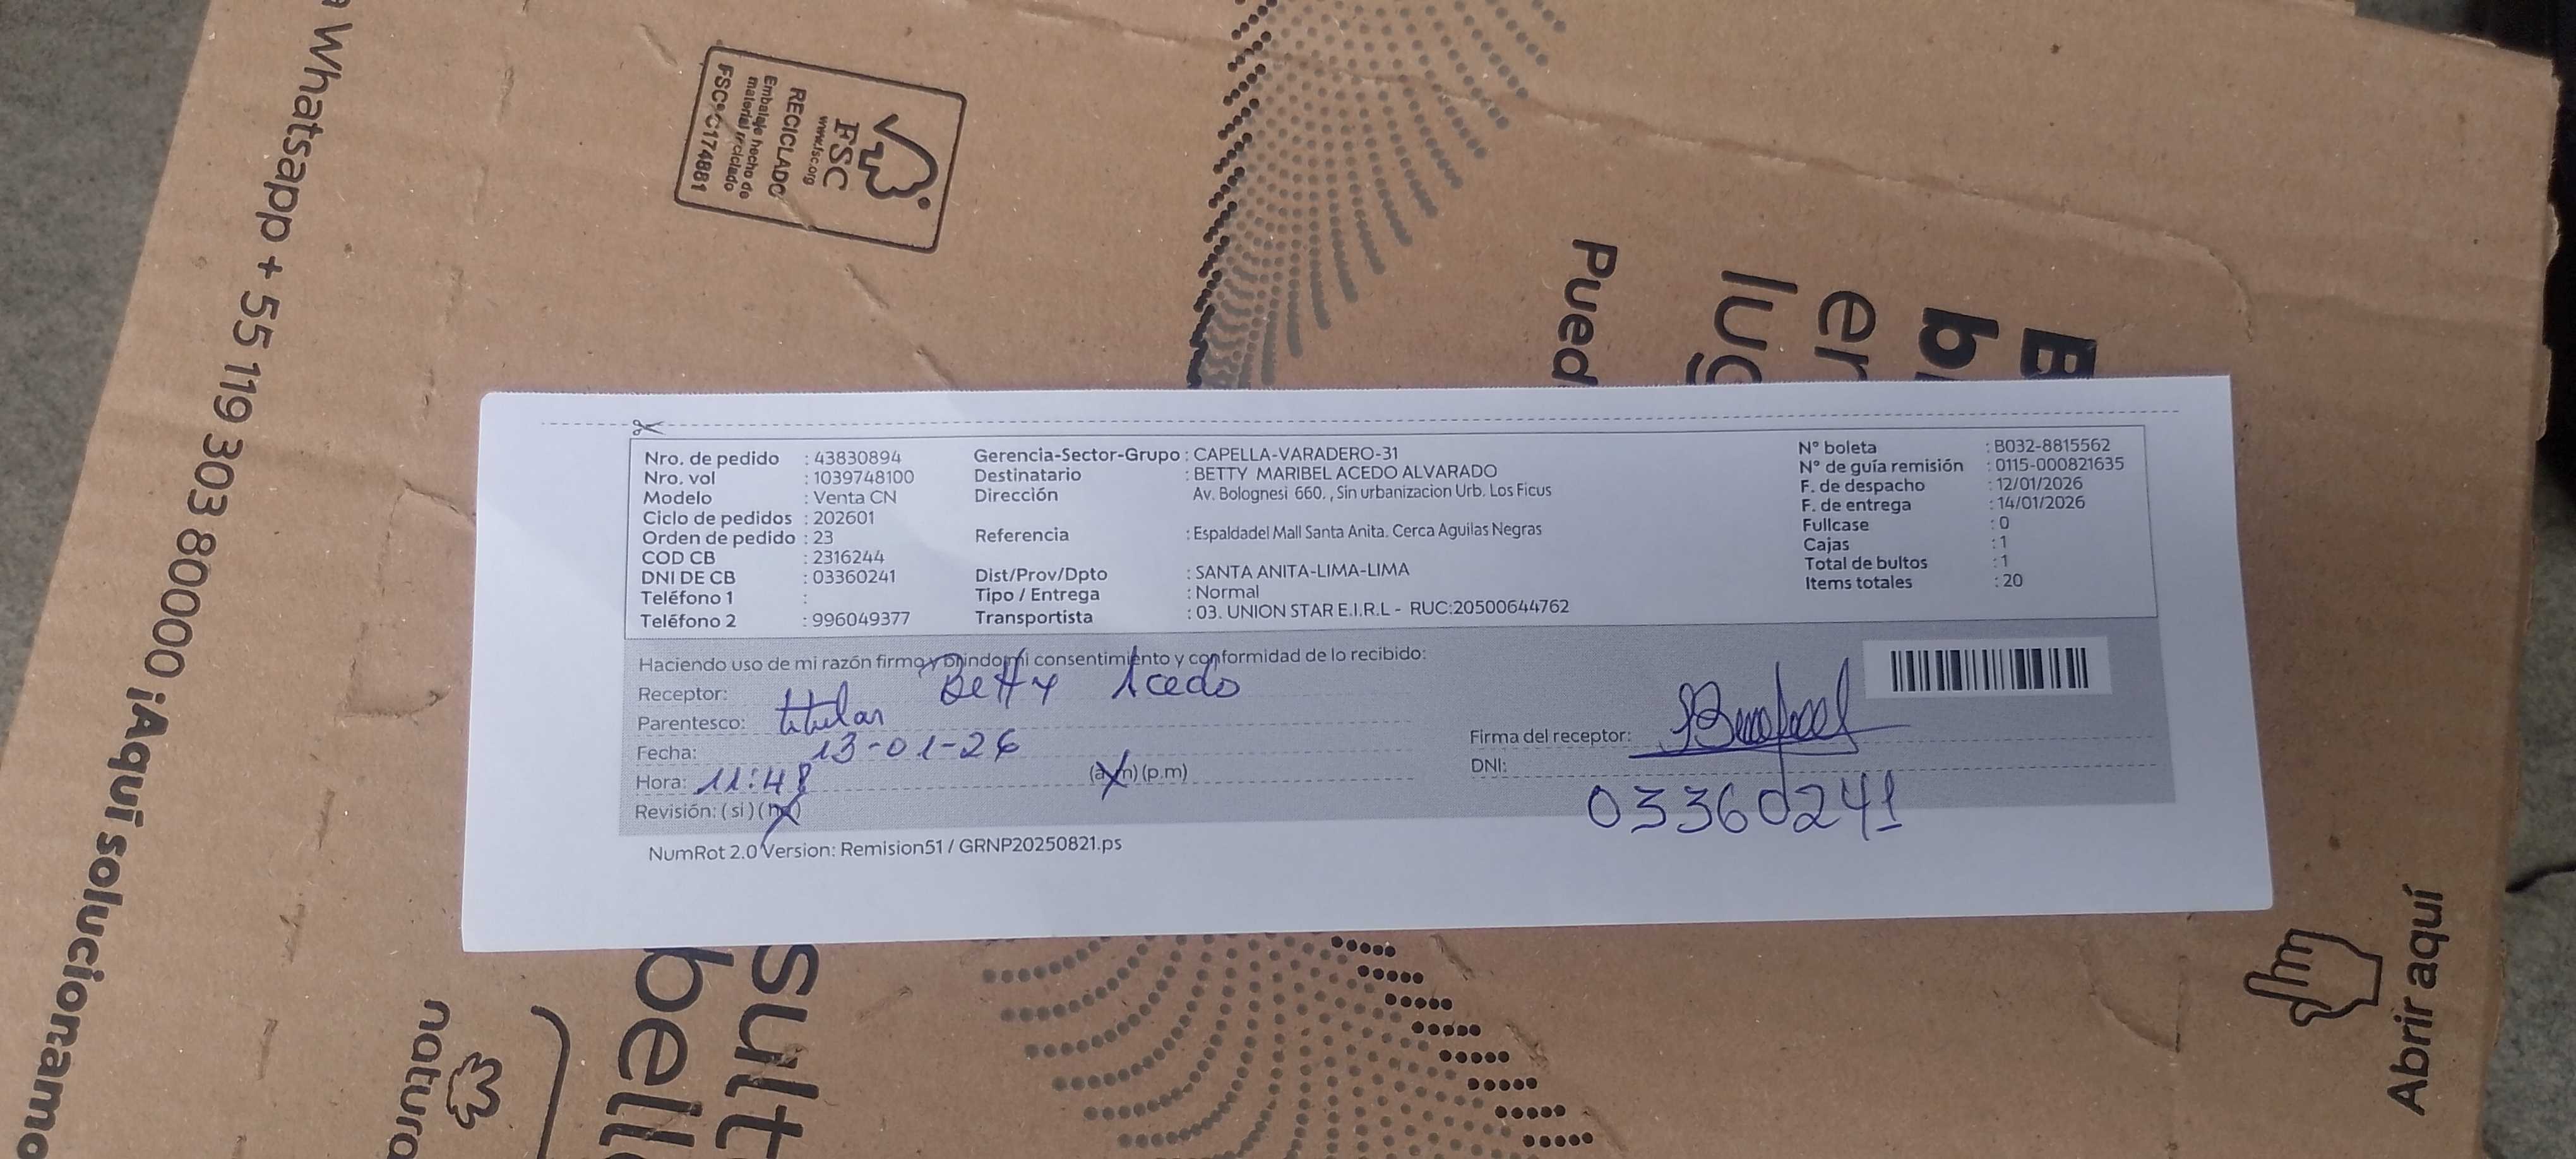 Whatsapp + 55 119 303 80000 ¡Aquí solucionamo
FSC
www.fsc.org
RECICLADO
Embalaje hecho de
material reciclado
FSC® C174881
Pued
lug
er
b
B
Nro. de pedido : 43830894
Nro. vol : 1039748100
Modelo : Venta CN
Ciclo de pedidos : 202601
Orden de pedido : 23
COD CB : 2316244
DNI DE CB : 03360241
Teléfono 1 :
Teléfono 2 : 996049377
Gerencia-Sector-Grupo : CAPELLA-VARADERO-31
Destinatario : BETTY MARIBEL ACEDO ALVARADO
Dirección Av. Bolognesi 660. , Sin urbanizacion Urb. Los Ficus
Referencia : Espaldadel Mall Santa Anita. Cerca Aguilas Negras
Dist/Prov/Dpto : SANTA ANITA-LIMA-LIMA
Tipo / Entrega : Normal
Transportista : 03. UNION STAR E.I.R.L - RUC:20500644762
N° boleta : B032-8815562
N° de guía remisión : 0115-000821635
F. de despacho : 12/01/2026
F. de entrega : 14/01/2026
Fullcase : 0
Cajas : 1
Total de bultos : 1
Items totales : 20
Haciendo uso de mi razón firmo y brindo mi consentimiento y conformidad de lo recibido:
Receptor: Betty Acedo
Parentesco: titular
Fecha: 13-01-26
Hora: 11:48 (a.m) (p.m)
Revisión: ( si ) ( no )
Firma del receptor:
DNI: 03360241
NumRot 2.0 Version: Remision51 / GRNP20250821.ps
natura
bell
sult
Abrir aquí